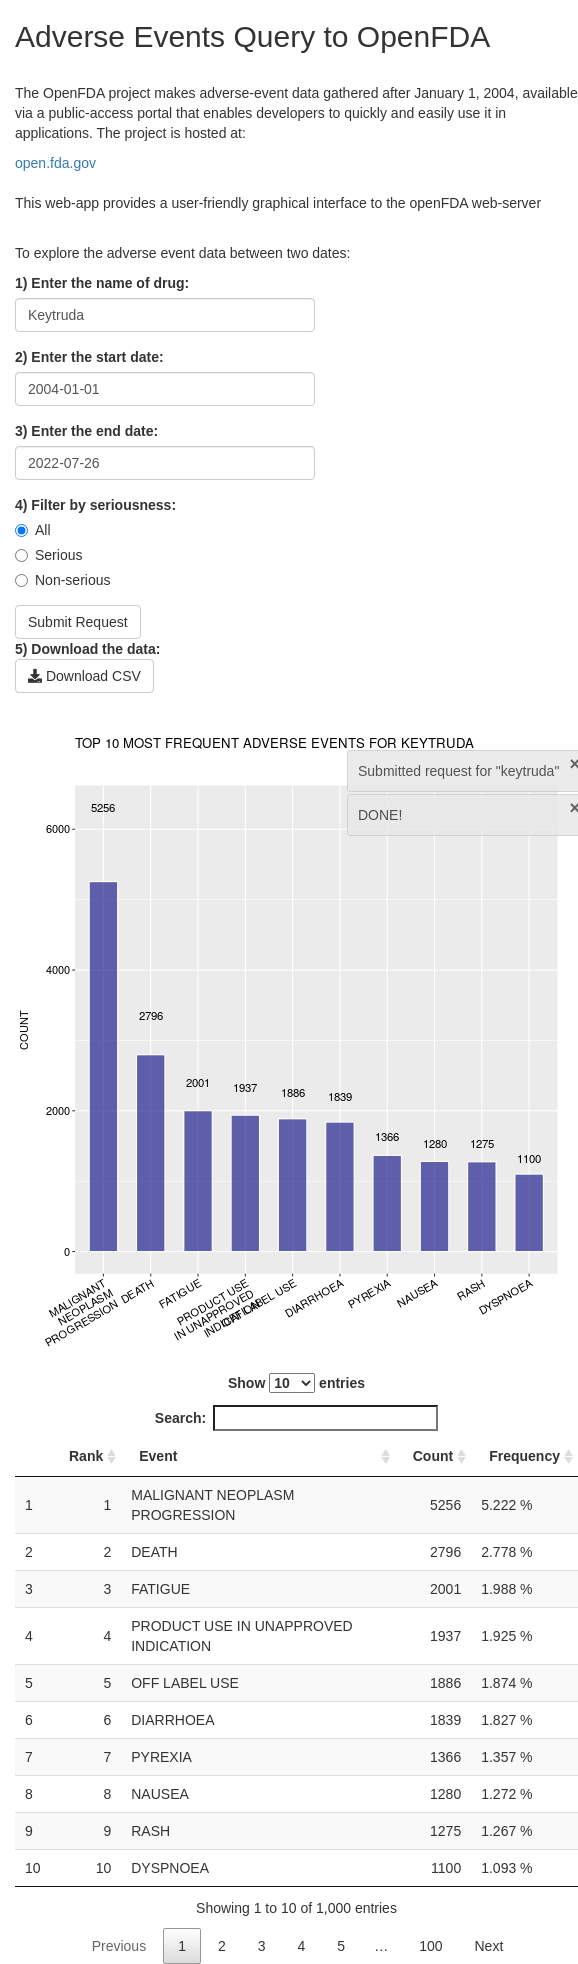 Adverse Events Query to OpenFDA
The OpenFDA project makes adverse-event data gathered after January 1, 2004, available
via a public-access portal that enables developers to quickly and easily use it in
applications. The project is hosted at:
open.fda.gov
This web-app provides a user-friendly graphical interface to the openFDA web-server
To explore the adverse event data between two dates:
1) Enter the name of drug:
Keytruda
2) Enter the start date:
2004-01-01
3) Enter the end date:
2022-07-26
4) Filter by seriousness:
All
Serious
Non-serious
Submit Request
5) Download the data:
Download CSV
TOP 10 MOST FREQUENT ADVERSE EVENTS FOR KEYTRUDA
Submitted request for "keytruda" ×
DONE! ×
6000
4000
2000
0
COUNT
5256
2796
2001
1937
1886
1839
1366
1280
1275
1100
MALIGNANT
NEOPLASM
PROGRESSION
DEATH
FATIGUE
PRODUCT USE
IN UNAPPROVED
INDICATION
OFF LABEL USE
DIARRHOEA
PYREXIA
NAUSEA
RASH
DYSPNOEA
Show 10 entries
Search:
Rank Event Count Frequency
1 1 MALIGNANT NEOPLASM
PROGRESSION 5256 5.222 %
2 2 DEATH 2796 2.778 %
3 3 FATIGUE 2001 1.988 %
4 4 PRODUCT USE IN UNAPPROVED
INDICATION 1937 1.925 %
5 5 OFF LABEL USE 1886 1.874 %
6 6 DIARRHOEA 1839 1.827 %
7 7 PYREXIA 1366 1.357 %
8 8 NAUSEA 1280 1.272 %
9 9 RASH 1275 1.267 %
10 10 DYSPNOEA 1100 1.093 %
Showing 1 to 10 of 1,000 entries
Previous 1 2 3 4 5 … 100 Next